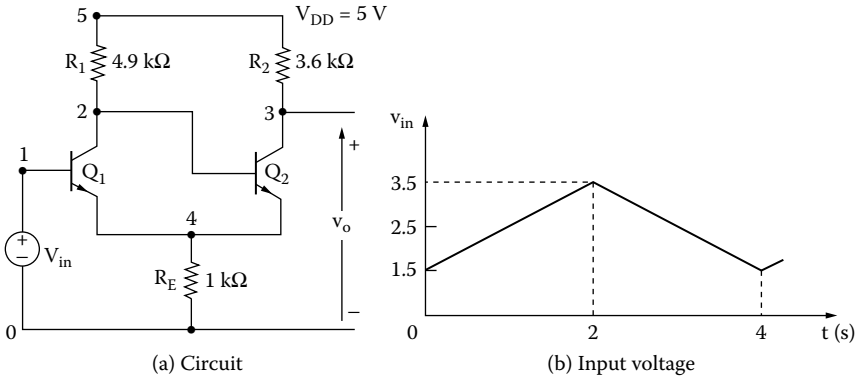 5
V_DD = 5 V
R_1 4.9 kΩ
R_2 3.6 kΩ
2
3
1
Q_1
Q_2
+
4
v_o
+
−
V_in
R_E 1 kΩ
−
0
(a) Circuit
v_in
3.5
2.5
1.5
0
2
4
t (s)
(b) Input voltage